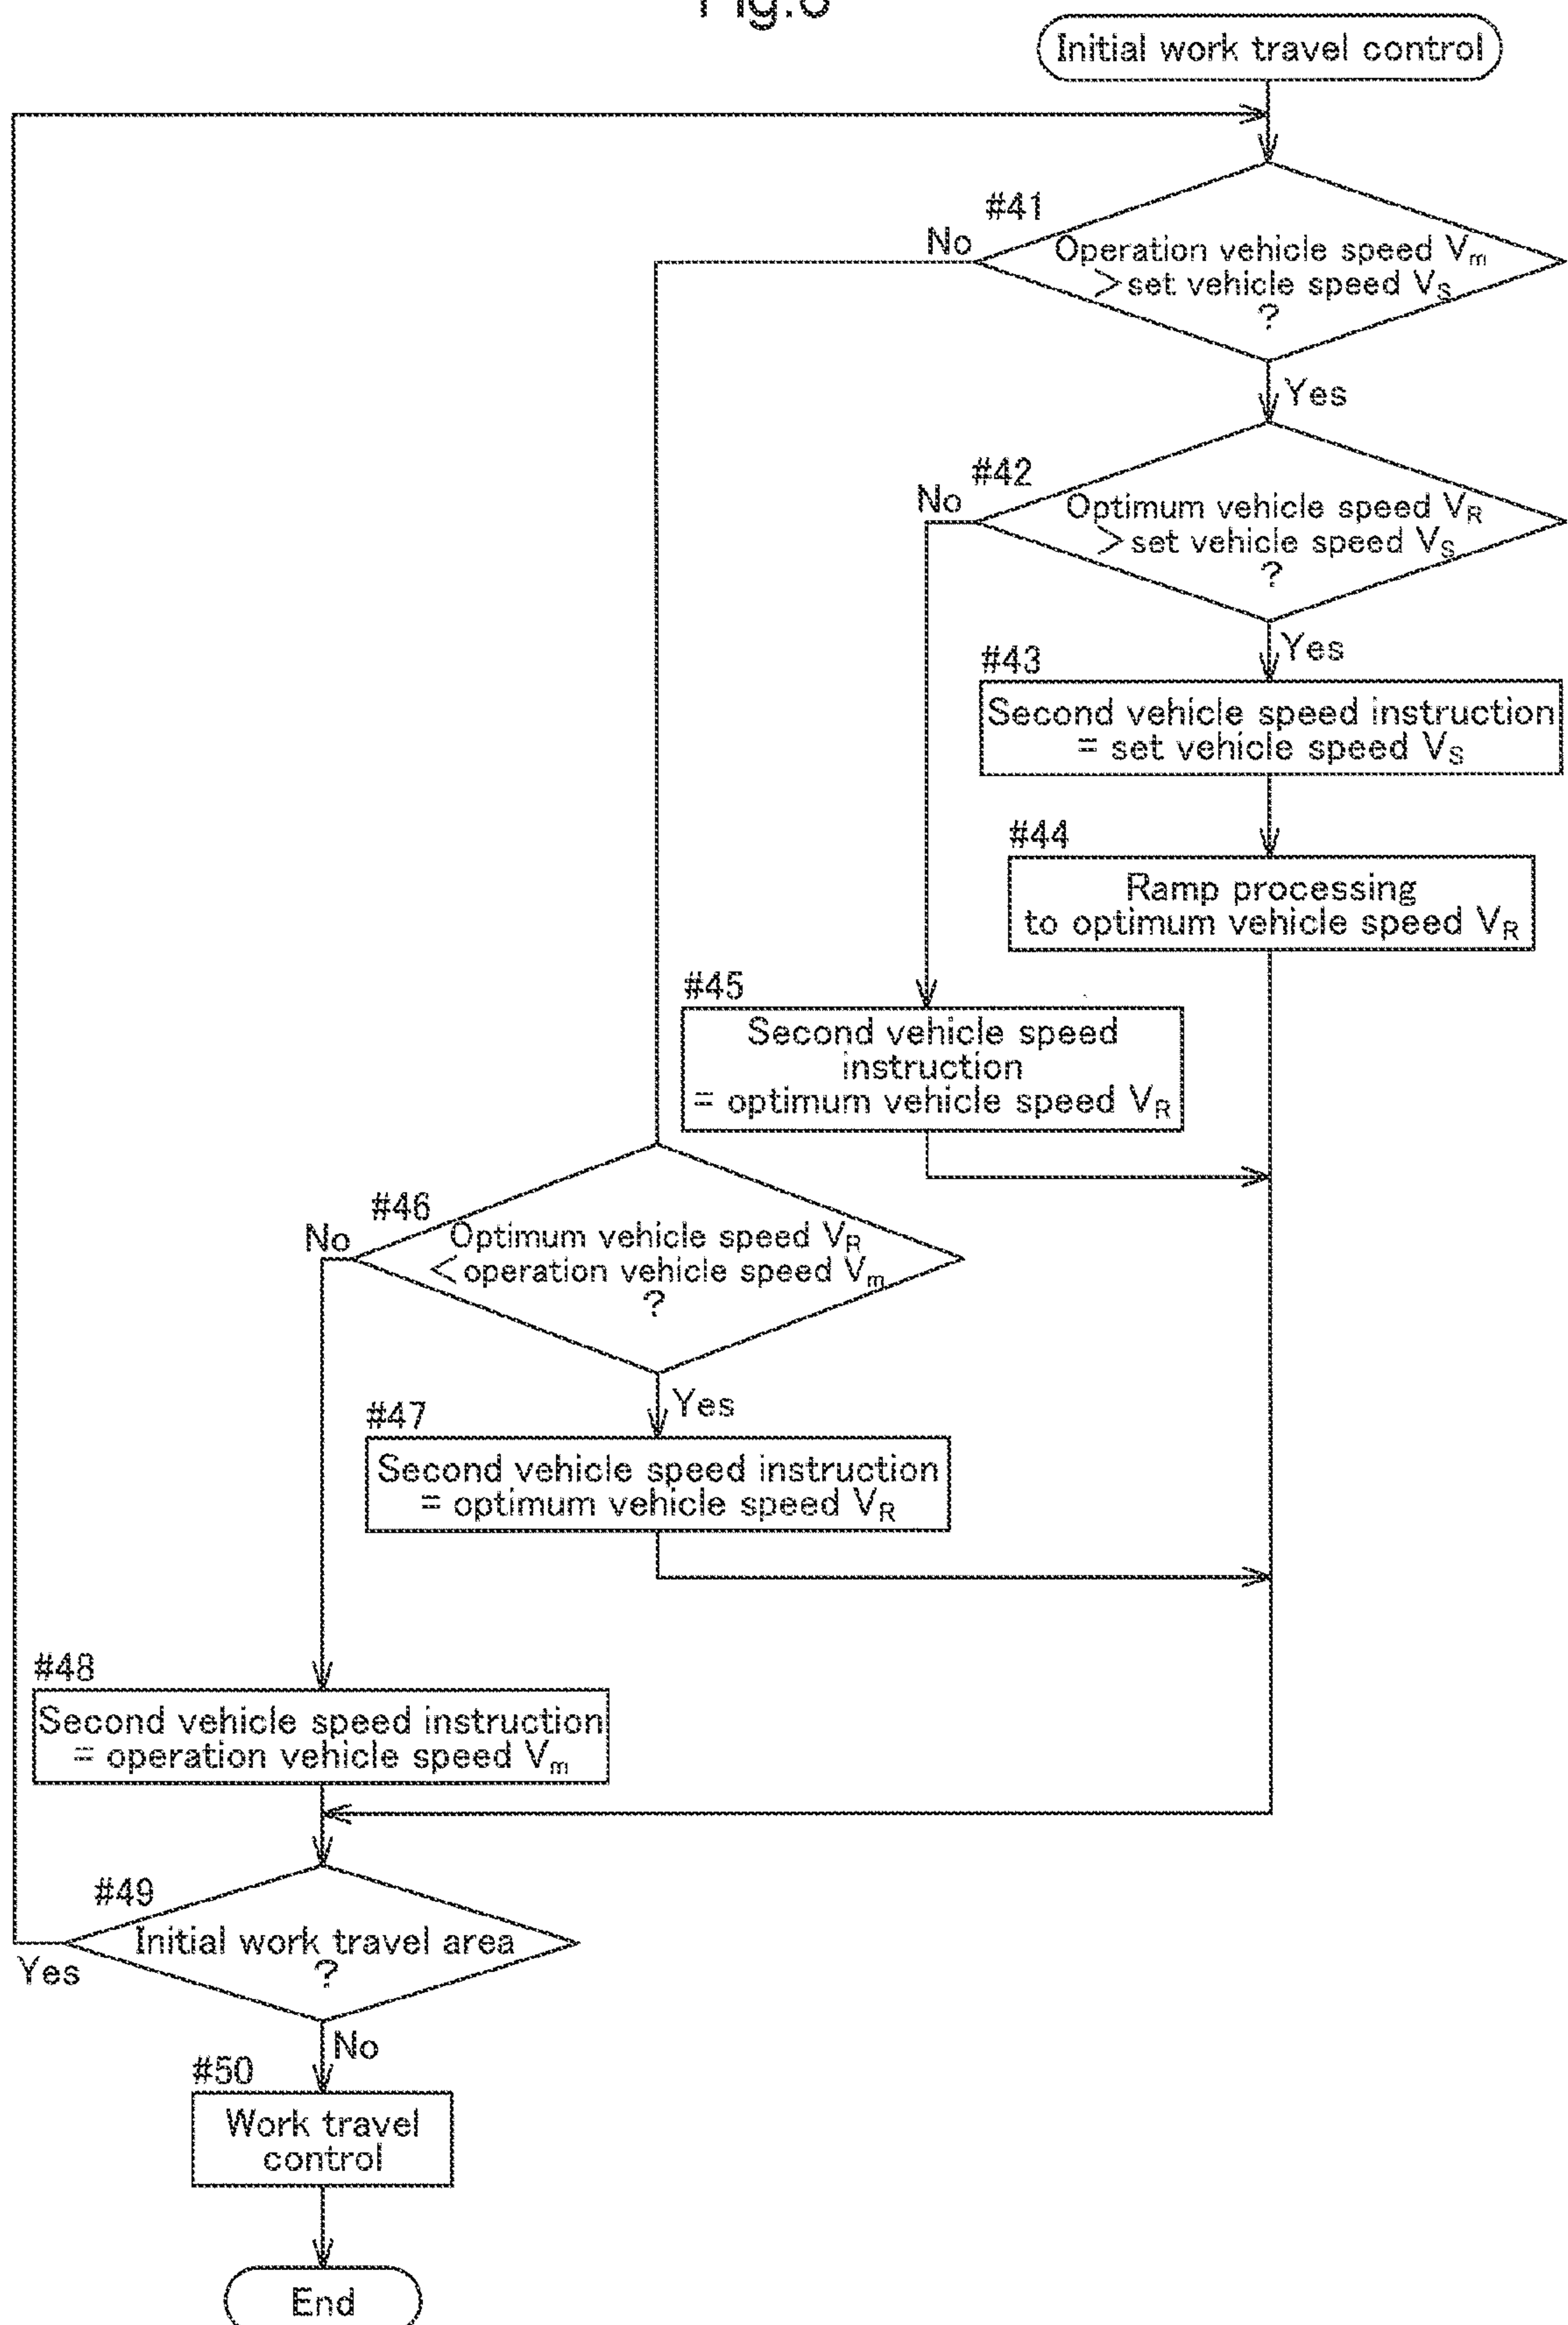 Initial work travel control
#41
No
Operation vehicle speed Vm
>set vehicle speed VS
?
Yes
#42
No
Optimum vehicle speed VR
>set vehicle speed VS
?
Yes
#43
Second vehicle speed instruction
= set vehicle speed VS
#44
Ramp processing
to optimum vehicle speed VR
#45
Second vehicle speed
instruction
= optimum vehicle speed VR
#46
No
Optimum vehicle speed VR
<operation vehicle speed Vm
?
Yes
#47
Second vehicle speed instruction
= optimum vehicle speed VR
#48
Second vehicle speed instruction
= operation vehicle speed Vm
#49
Initial work travel area
?
Yes
No
#50
Work travel
control
End